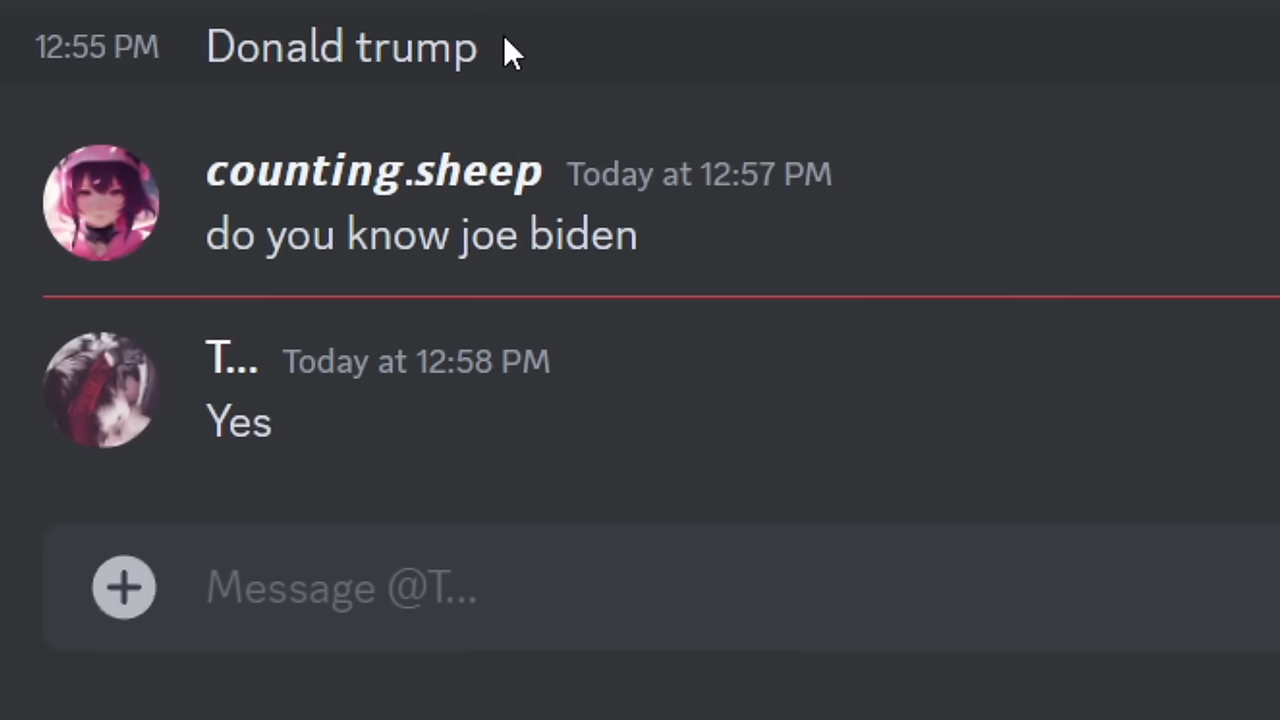 12:55 PM Donald trump
counting.sheep Today at 12:57 PM
do you know joe biden
T... Today at 12:58 PM
Yes
Message @T...